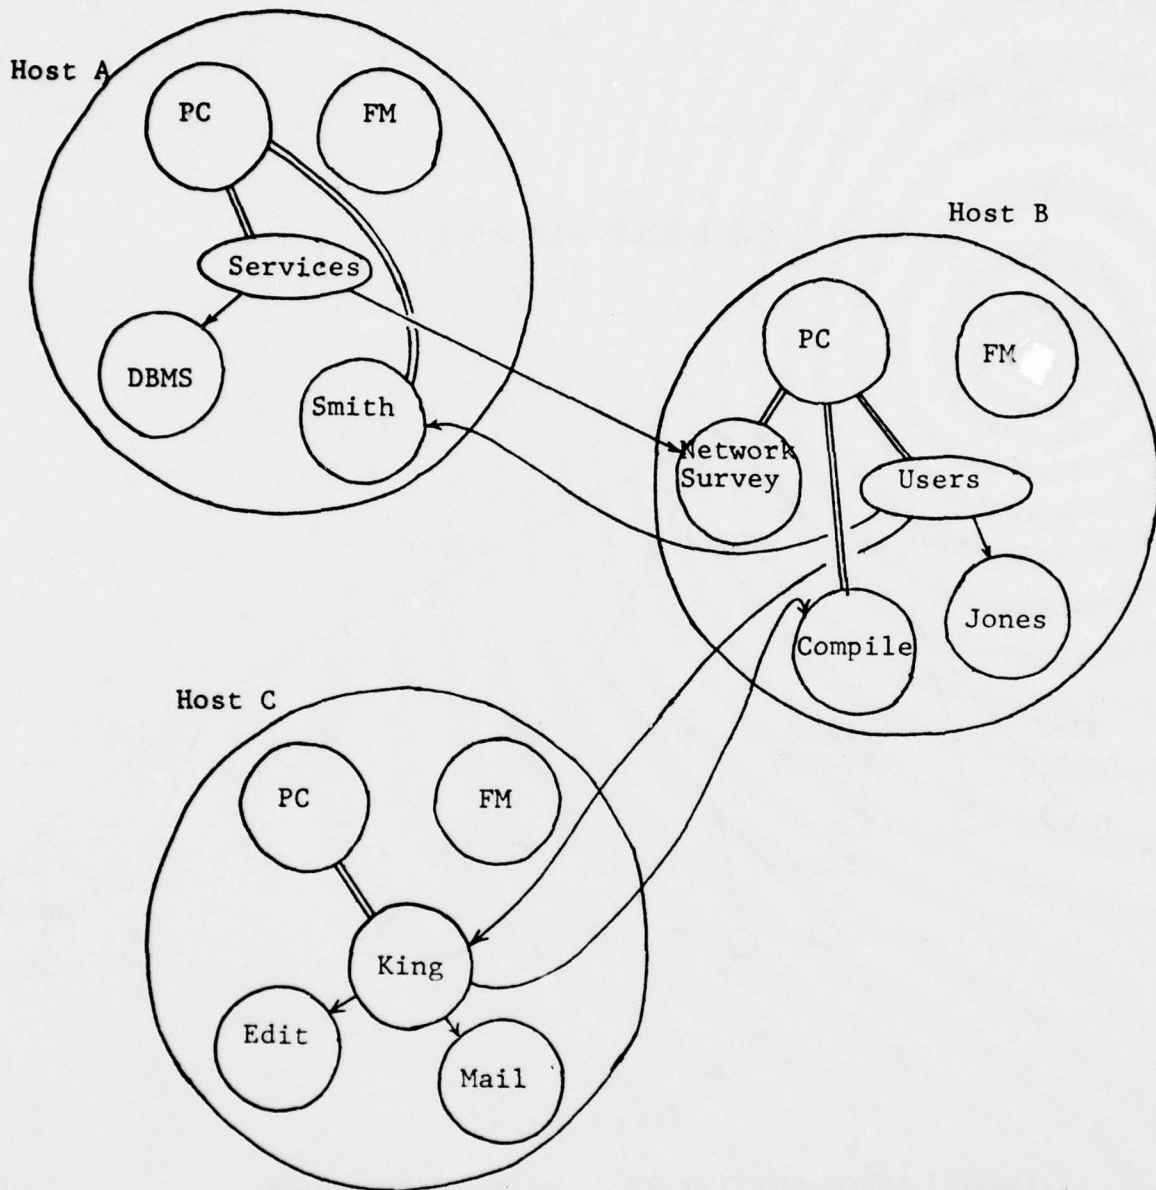 Host A
PC
FM
Services
DBMS
Smith
Host B
PC
FM
Network
Survey
Users
Compile
Jones
Host C
PC
FM
King
Edit
Mail